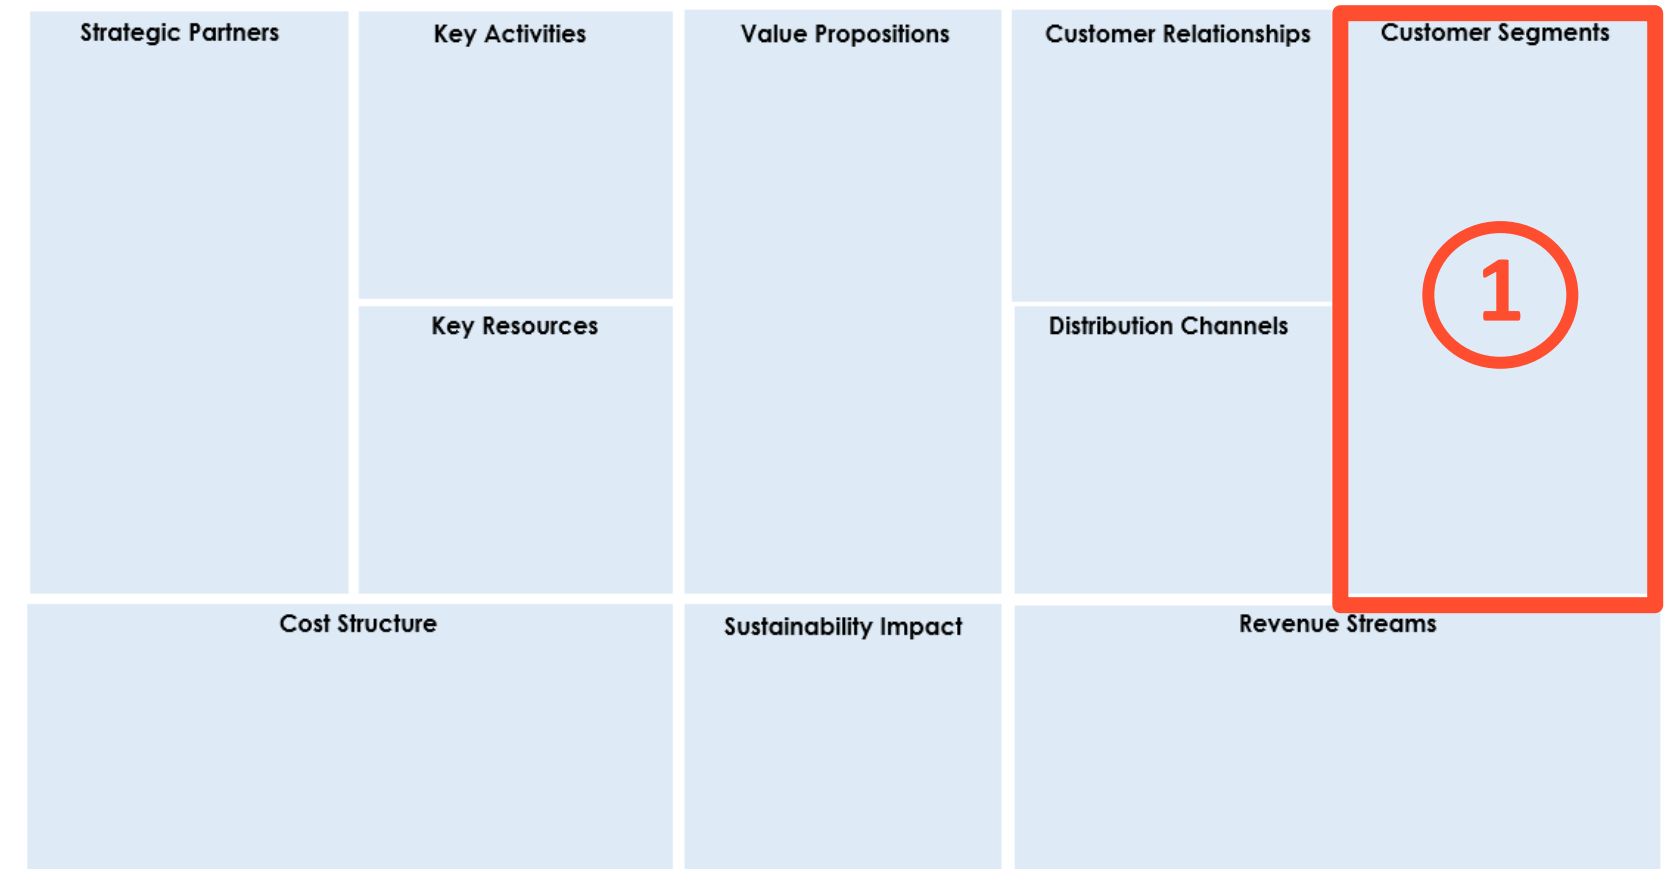 Strategic Partners
Key Activities
Value Propositions
Customer Relationships
Customer Segments
1
Key Resources
Distribution Channels
Cost Structure
Sustainability Impact
Revenue Streams